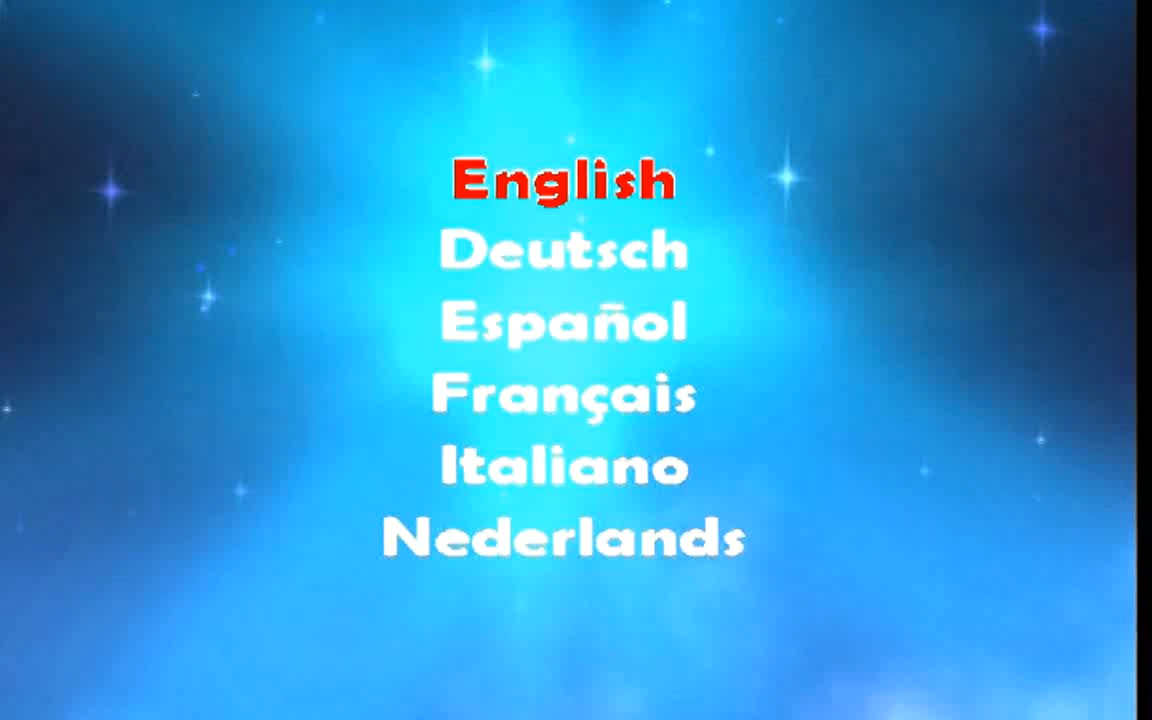 English
Deutsch
Español
Français
Italiano
Nederlands